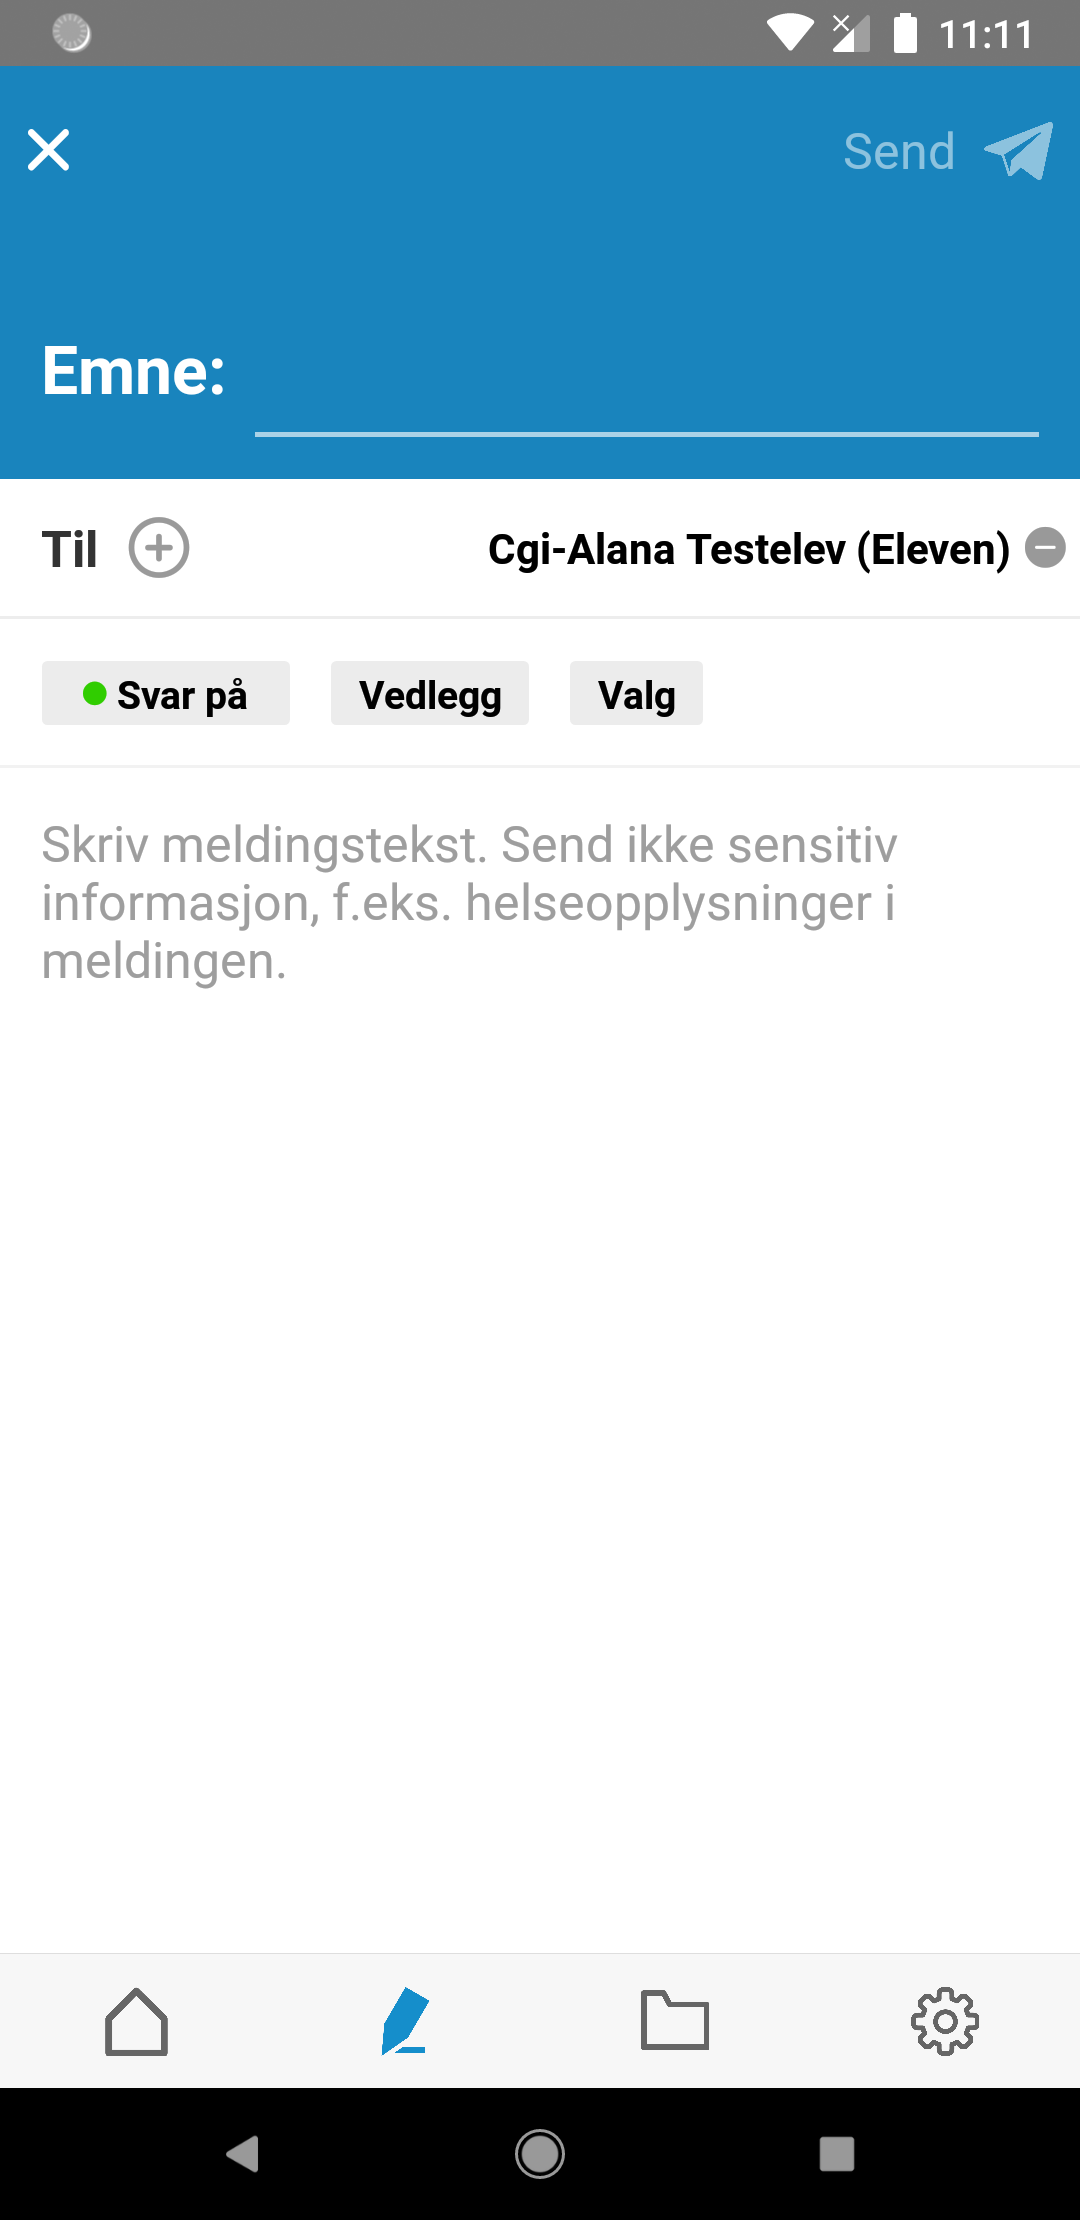 11:11
Send
Emne:
Til
Cgi-Alana Testelev (Eleven)
Svar på
Vedlegg
Valg
Skriv meldingstekst. Send ikke sensitiv
informasjon, f.eks. helseopplysninger i
meldingen.